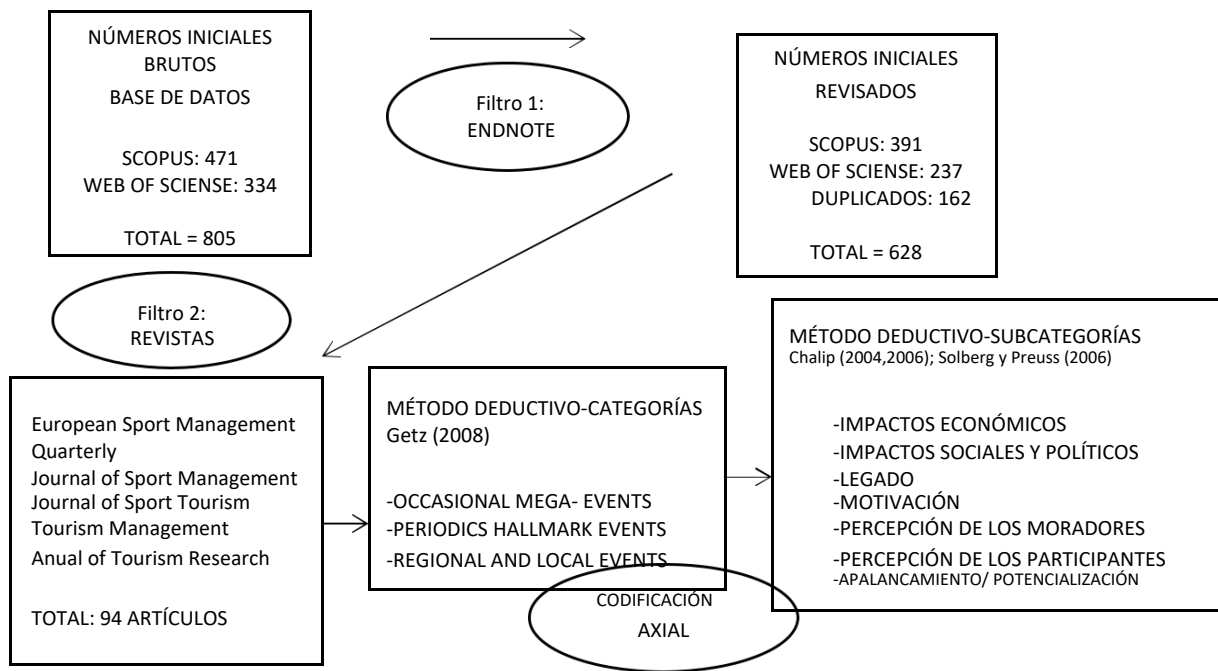 NÚMEROS INICIALES
BRUTOS
BASE DE DATOS
SCOPUS: 471
WEB OF SCIENSE: 334
TOTAL = 805
Filtro 1:
ENDNOTE
NÚMEROS INICIALES
REVISADOS
SCOPUS: 391
WEB OF SCIENSE: 237
DUPLICADOS: 162
TOTAL = 628
Filtro 2:
REVISTAS
European Sport Management
Quarterly
Journal of Sport Management
Journal of Sport Tourism
Tourism Management
Anual of Tourism Research
TOTAL: 94 ARTÍCULOS
MÉTODO DEDUCTIVO-CATEGORÍAS
Getz (2008)
-OCCASIONAL MEGA- EVENTS
-PERIODICS HALLMARK EVENTS
-REGIONAL AND LOCAL EVENTS
CODIFICACIÓN
AXIAL
MÉTODO DEDUCTIVO-SUBCATEGORÍAS
Chalip (2004,2006); Solberg y Preuss (2006)
-IMPACTOS ECONÓMICOS
-IMPACTOS SOCIALES Y POLÍTICOS
-LEGADO
-MOTIVACIÓN
-PERCEPCIÓN DE LOS MORADORES
-PERCEPCIÓN DE LOS PARTICIPANTES
-APALANCAMIENTO/ POTENCIALIZACIÓN